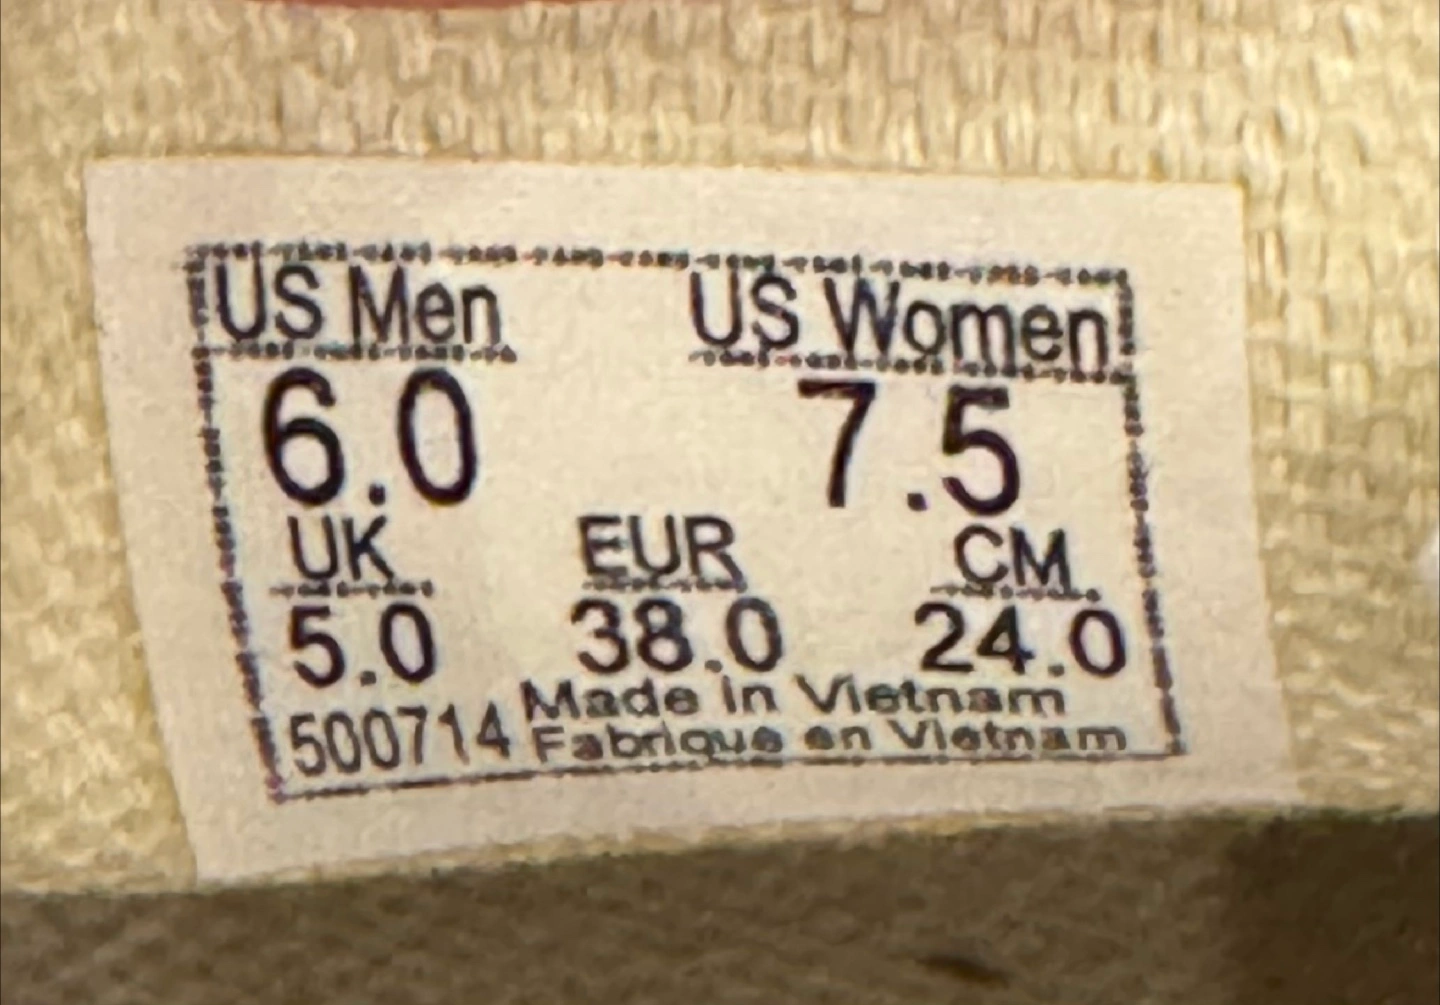 US Men US Women
6.0 7.5
UK EUR CM
5.0 38.0 24.0
500714 Made in Vietnam
Fabrique en Vietnam